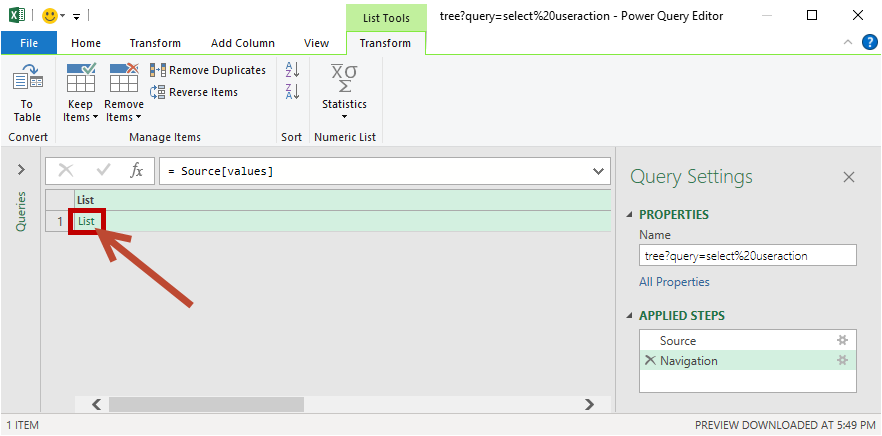 List Tools
tree?query=select%20useraction - Power Query Editor
File Home Transform Add Column View Transform
To Table
Convert
Keep Items
Remove Items
Remove Duplicates
Reverse Items
Manage Items
A Z
Z A
Sort
X̅σ Σ
Statistics
Numeric List
?
Queries
fx
= Source[values]
List
1 List
Query Settings
PROPERTIES
Name
tree?query=select%20useraction
All Properties
APPLIED STEPS
Source
Navigation
1 ITEM
PREVIEW DOWNLOADED AT 5:49 PM